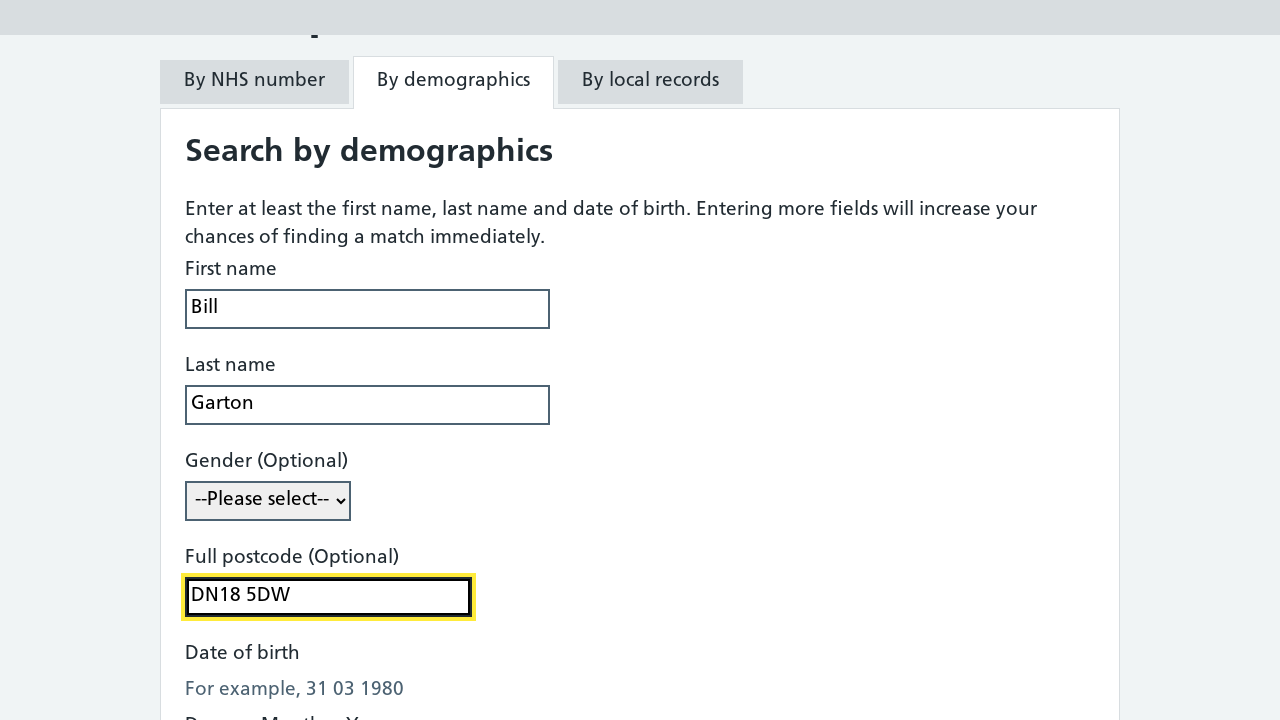 By NHS number
By demographics
By local records
Search by demographics
Enter at least the first name, last name and date of birth. Entering more fields will increase your
chances of finding a match immediately.
First name
Bill
Last name
Garton
Gender (Optional)
--Please select--
Full postcode (Optional)
DN18 5DW
Date of birth
For example, 31 03 1980